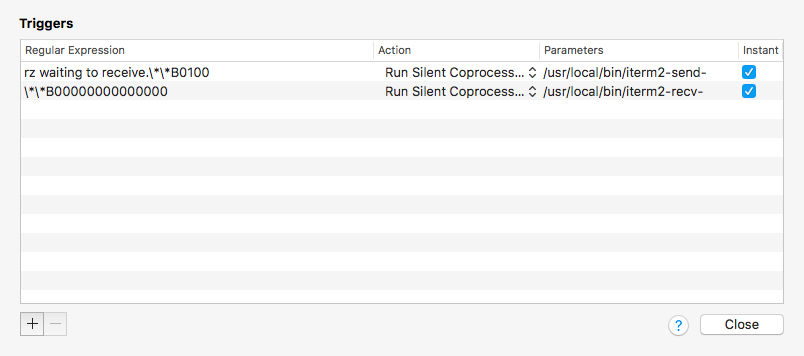 Triggers
Regular Expression Action Parameters Instant
rz waiting to receive.\*\*B0100 Run Silent Coprocess... /usr/local/bin/iterm2-send-
\*\*B00000000000000 Run Silent Coprocess... /usr/local/bin/iterm2-recv-
+ − ? Close